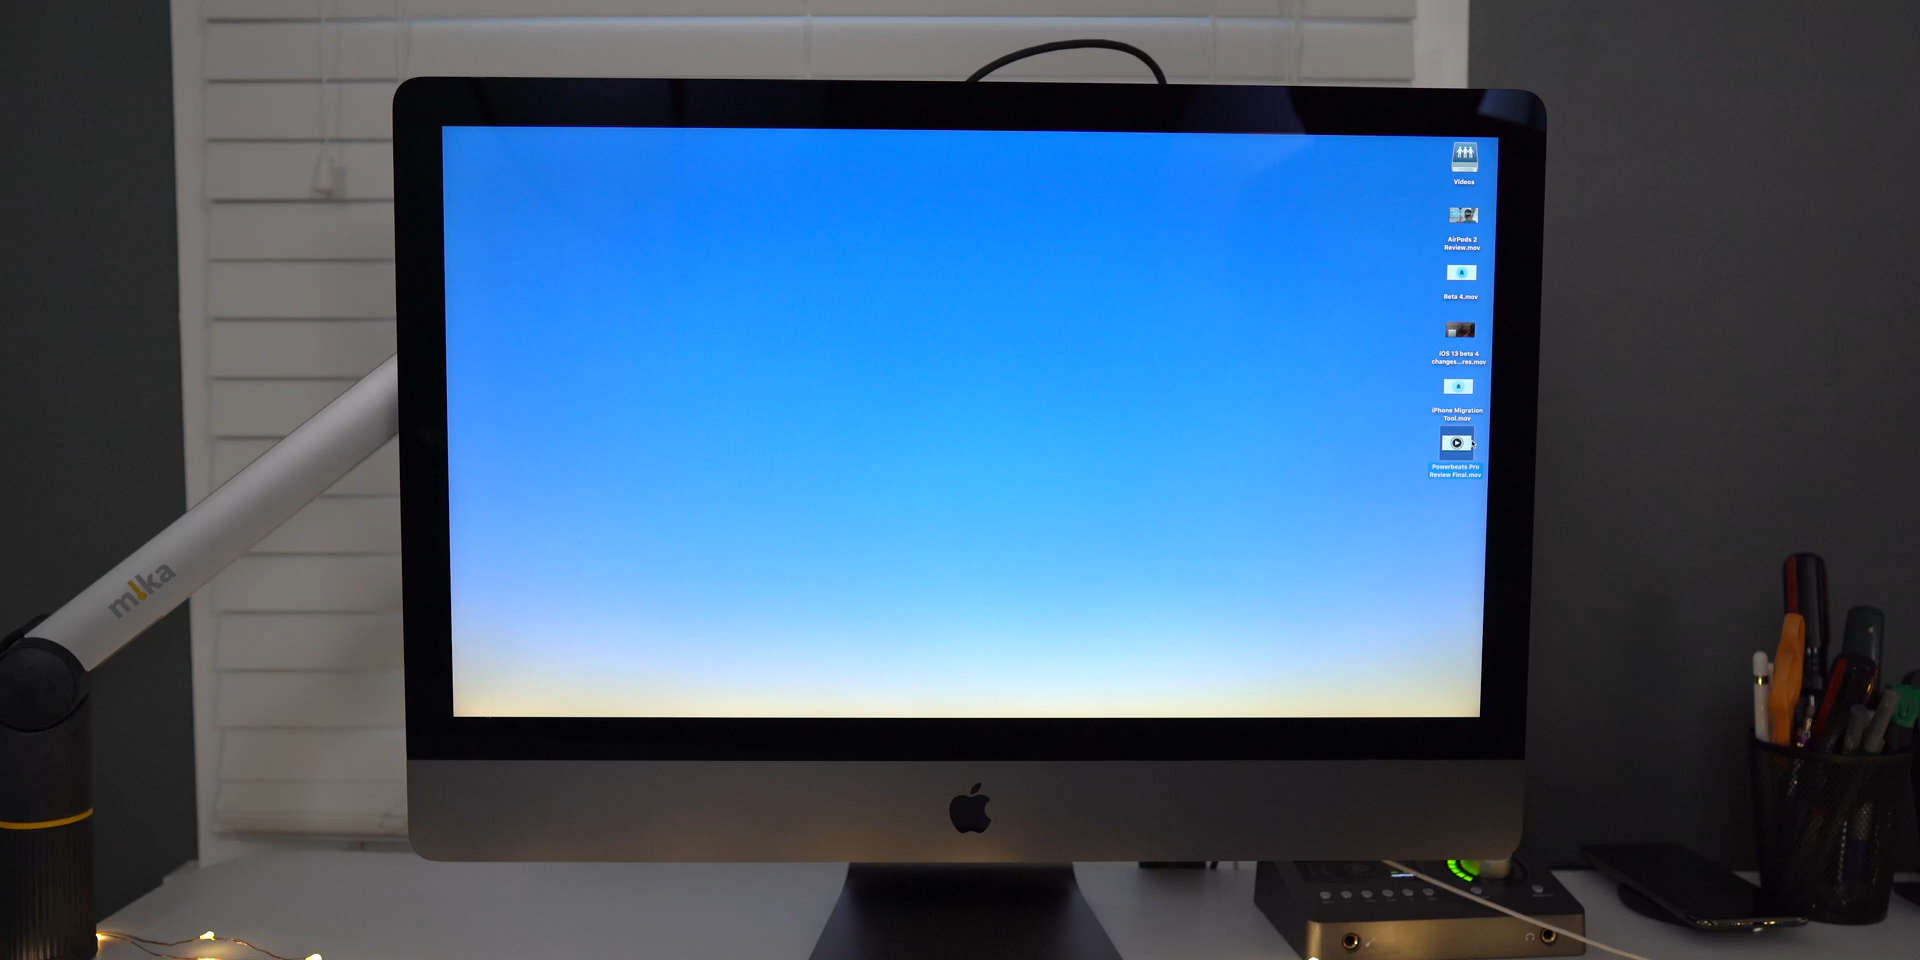 Videos
AirPods 2
Review.mov
Beta 4.mov
iOS 13 beta 4
changes...res.mov
iPhone Migration
Tool.mov
Powerbeats Pro
Review Final.mov
m!ka